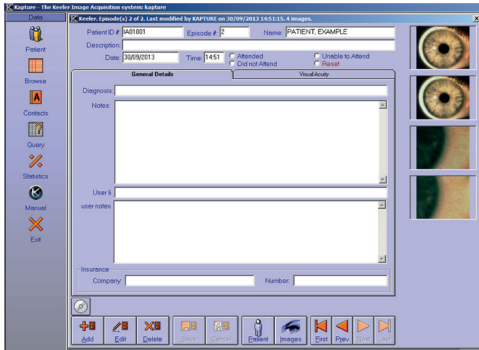 Kapture - The Keeler Image Acquisition system: kapture
Data
Keeler. Episode(s) 2 of 2. Last modified by KAPTURE on 30/09/2013 14:51:15. 4 images.
Patient ID #: IA01001 Episode #: 2 Name: PATIENT, EXAMPLE
Description:
Date: 30/09/2013 Time: 14:51 Attended Unable to Attend
Did not Attend Reset
General Details Visual Acuity
Diagnosis:
Notes:
User 6
user notes
Insurance
Company: Number:
Patient
Browse
Contacts
Query
Statistics
Manual
Exit
Add Edit Delete Save Cancel Patient Images First Prev Next Last